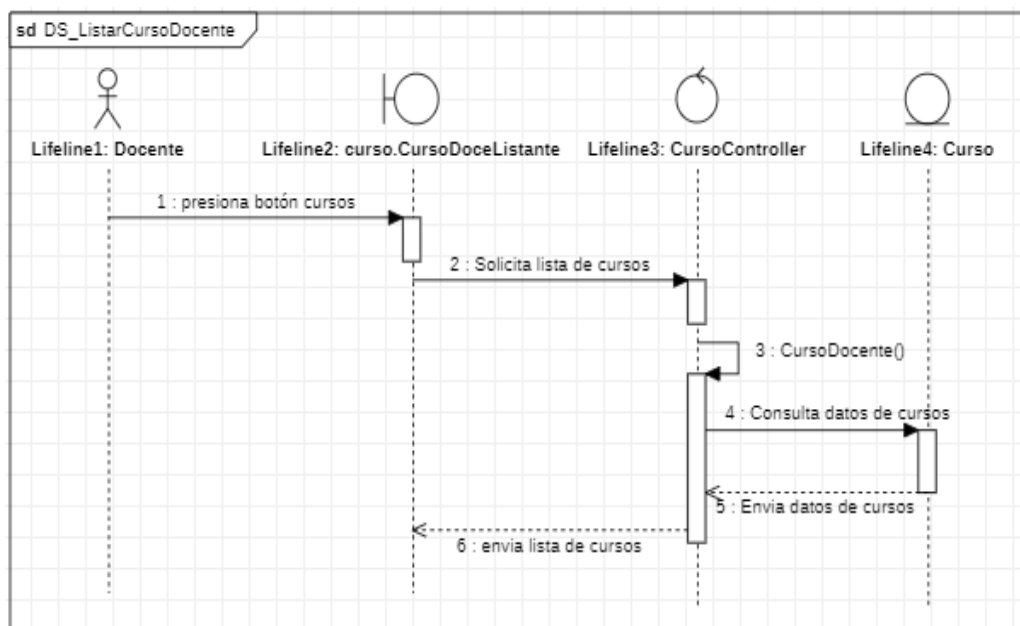 sd DS_ListarCursoDocente
Lifeline1: Docente
Lifeline2: curso.CursoDoceListante
Lifeline3: CursoController
Lifeline4: Curso
1 : presiona botón cursos
2 : Solicita lista de cursos
3 : CursoDocente()
4 : Consulta datos de cursos
5 : Envia datos de cursos
6 : envia lista de cursos